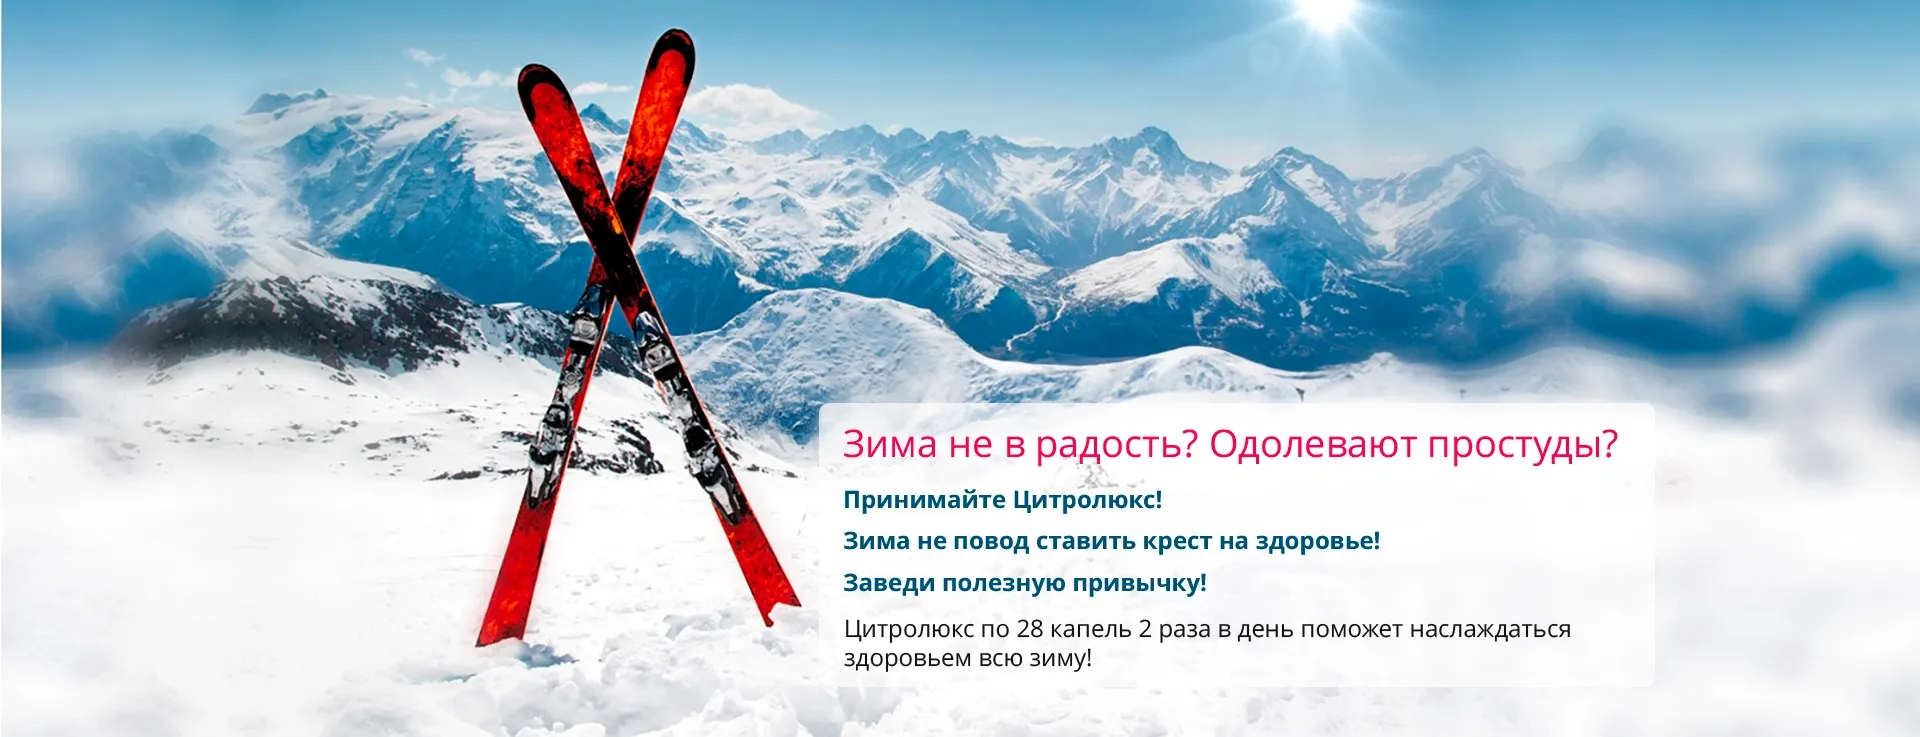 Зима не в радость? Одолевают простуды?
Принимайте Цитролюкс!
Зима не повод ставить крест на здоровье!
Заведи полезную привычку!
Цитролюкс по 28 капель 2 раза в день поможет наслаждаться
здоровьем всю зиму!